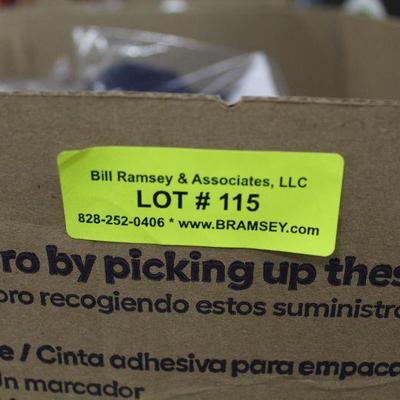 Bill Ramsey & Associates, LLC
LOT # 115
828-252-0406 * www.BRAMSEY.com
ro by picking up thes
oro recogiendo estos suministro
e / Cinta adhesiva para empaca
Un marcador